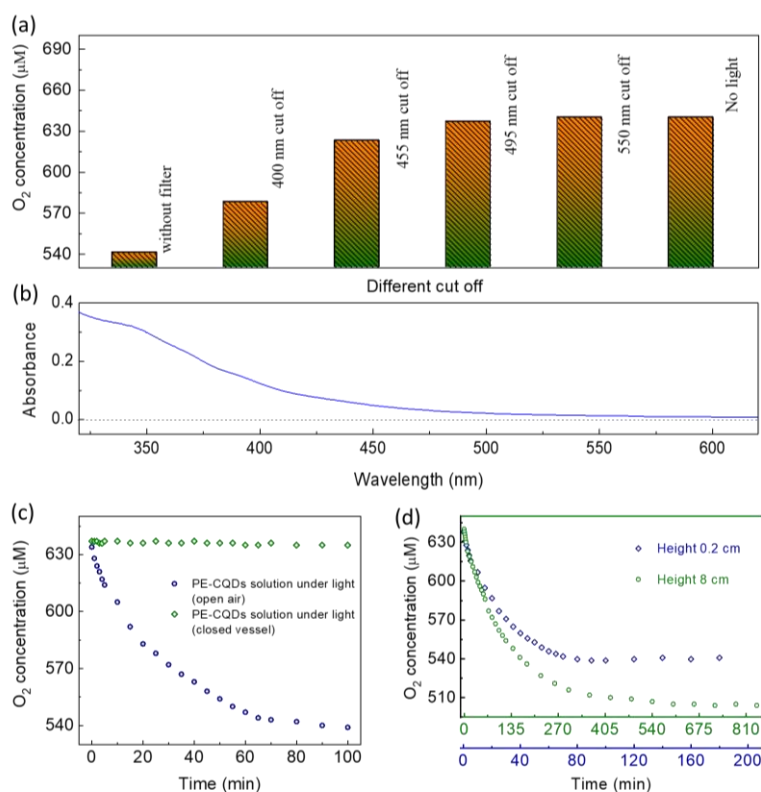 (a)
O₂ concentration (µM)
690
660
630
600
570
540
without filter
400 nm cut off
455 nm cut off
495 nm cut off
550 nm cut off
No light
Different cut off
(b)
Absorbance
0.4
0.2
0.0
350 400 450 500 550 600
Wavelength (nm)
(c)
O₂ concentration (µM)
630
600
570
540
PE-CQDs solution under light
(open air)
PE-CQDs solution under light
(closed vessel)
0 20 40 60 80 100
Time (min)
(d)
O₂ concentration (µM)
630
600
570
540
510
Height 0.2 cm
Height 8 cm
0 135 270 405 540 675 810
0 40 80 120 160 200
Time (min)